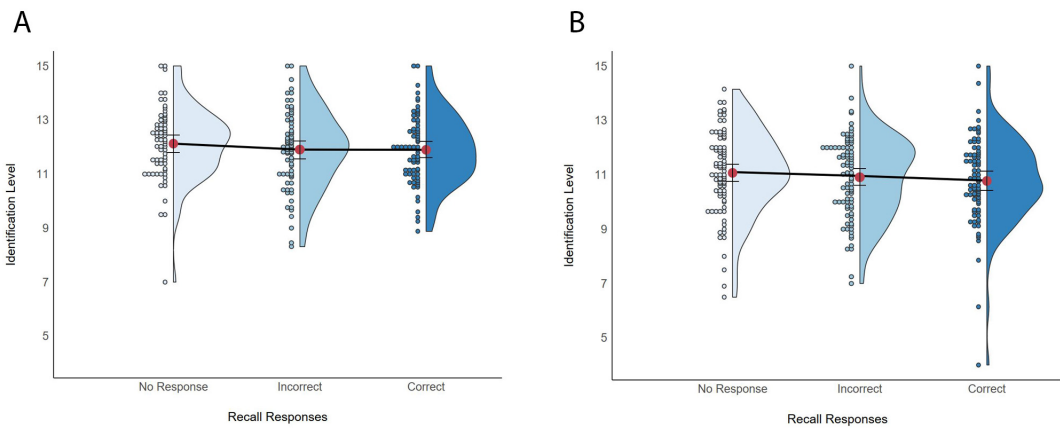 A
Identification Level
15
13
11
9
7
5
No Response
Incorrect
Correct
Recall Responses
B
Identification Level
15
13
11
9
7
5
No Response
Incorrect
Correct
Recall Responses